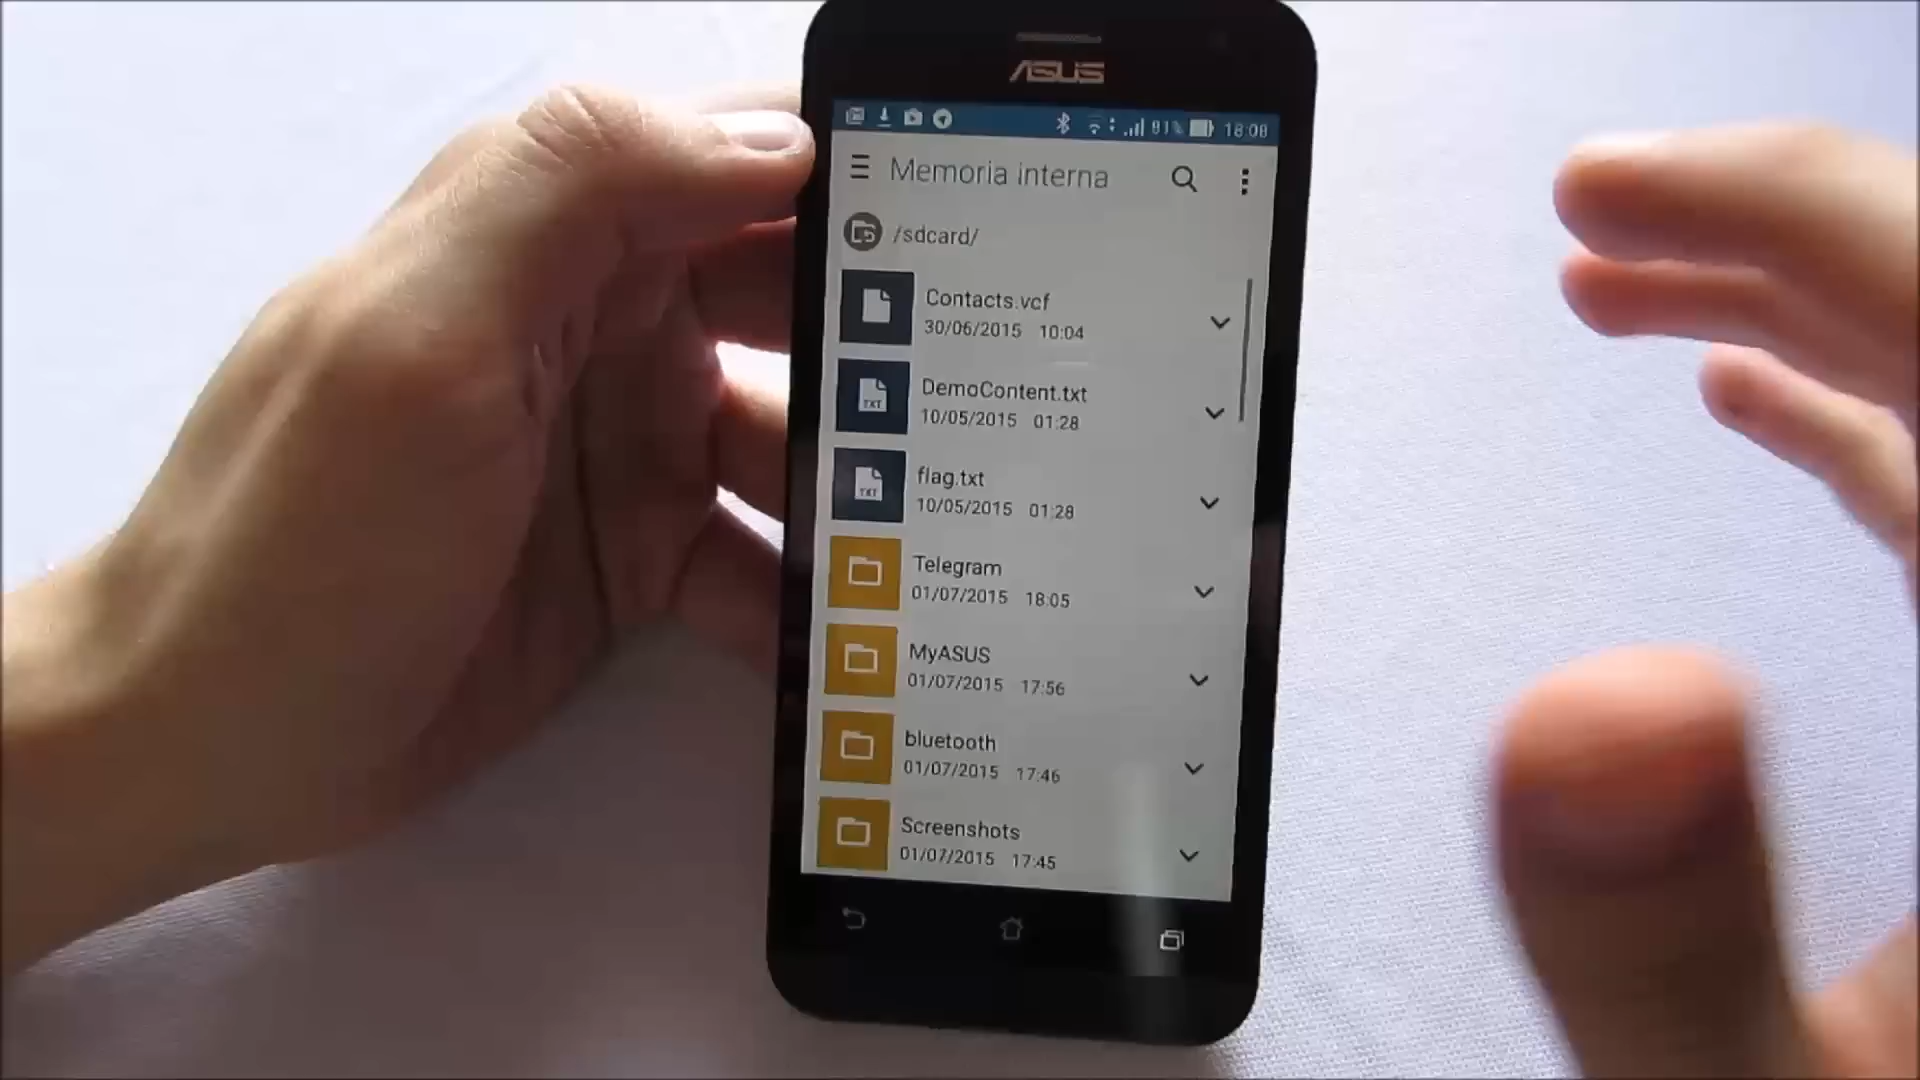 ASUS
81% 18:08
Memoria interna
/sdcard/
Contacts.vcf
30/06/2015 10:04
TXT
DemoContent.txt
10/05/2015 01:28
TXT
flag.txt
10/05/2015 01:28
Telegram
01/07/2015 18:05
MyASUS
01/07/2015 17:56
bluetooth
01/07/2015 17:46
Screenshots
01/07/2015 17:45